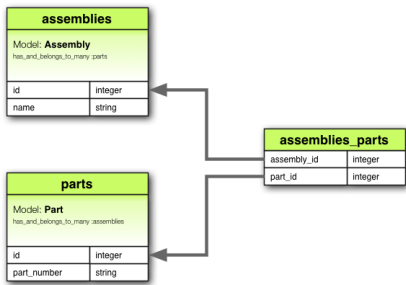 assemblies
Model: Assembly
has_and_belongs_to_many :parts
id integer
name string
assemblies_parts
assembly_id integer
part_id integer
parts
Model: Part
has_and_belongs_to_many :assemblies
id integer
part_number string